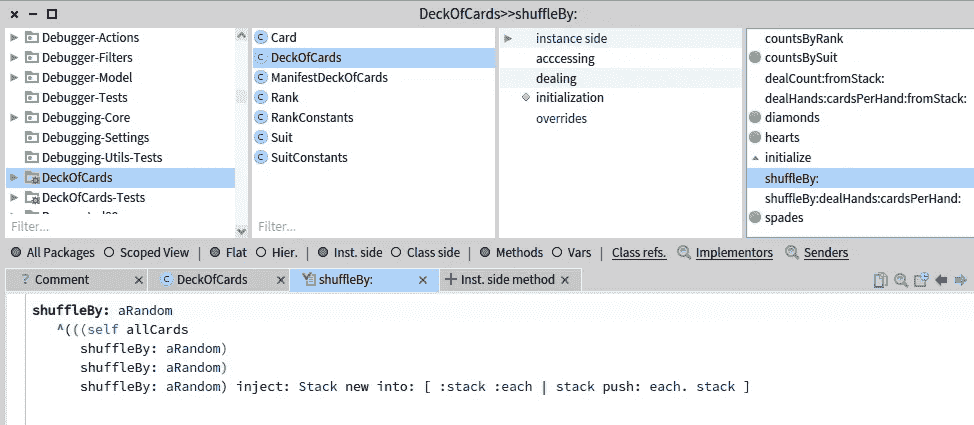 DeckOfCards>>shuffleBy:
Debugger-Actions
Debugger-Filters
Debugger-Model
Debugger-Tests
Debugging-Core
Debugging-Settings
Debugging-Utils-Tests
DeckOfCards
DeckOfCards-Tests
Filter...
Card
DeckOfCards
ManifestDeckOfCards
Rank
RankConstants
Suit
SuitConstants
Filter...
instance side
acccessing
dealing
initialization
overrides
countsByRank
countsBySuit
dealCount:fromStack:
dealHands:cardsPerHand:fromStack:
diamonds
hearts
initialize
shuffleBy:
shuffleBy:dealHands:cardsPerHand:
spades
All Packages Scoped View | Flat Hier. | Inst. side Class side | Methods Vars | Class refs. Implementors Senders
? Comment × DeckOfCards × shuffleBy: × + Inst. side method ×
shuffleBy: aRandom
^(((self allCards
shuffleBy: aRandom)
shuffleBy: aRandom)
shuffleBy: aRandom) inject: Stack new into: [ :stack :each | stack push: each. stack ]